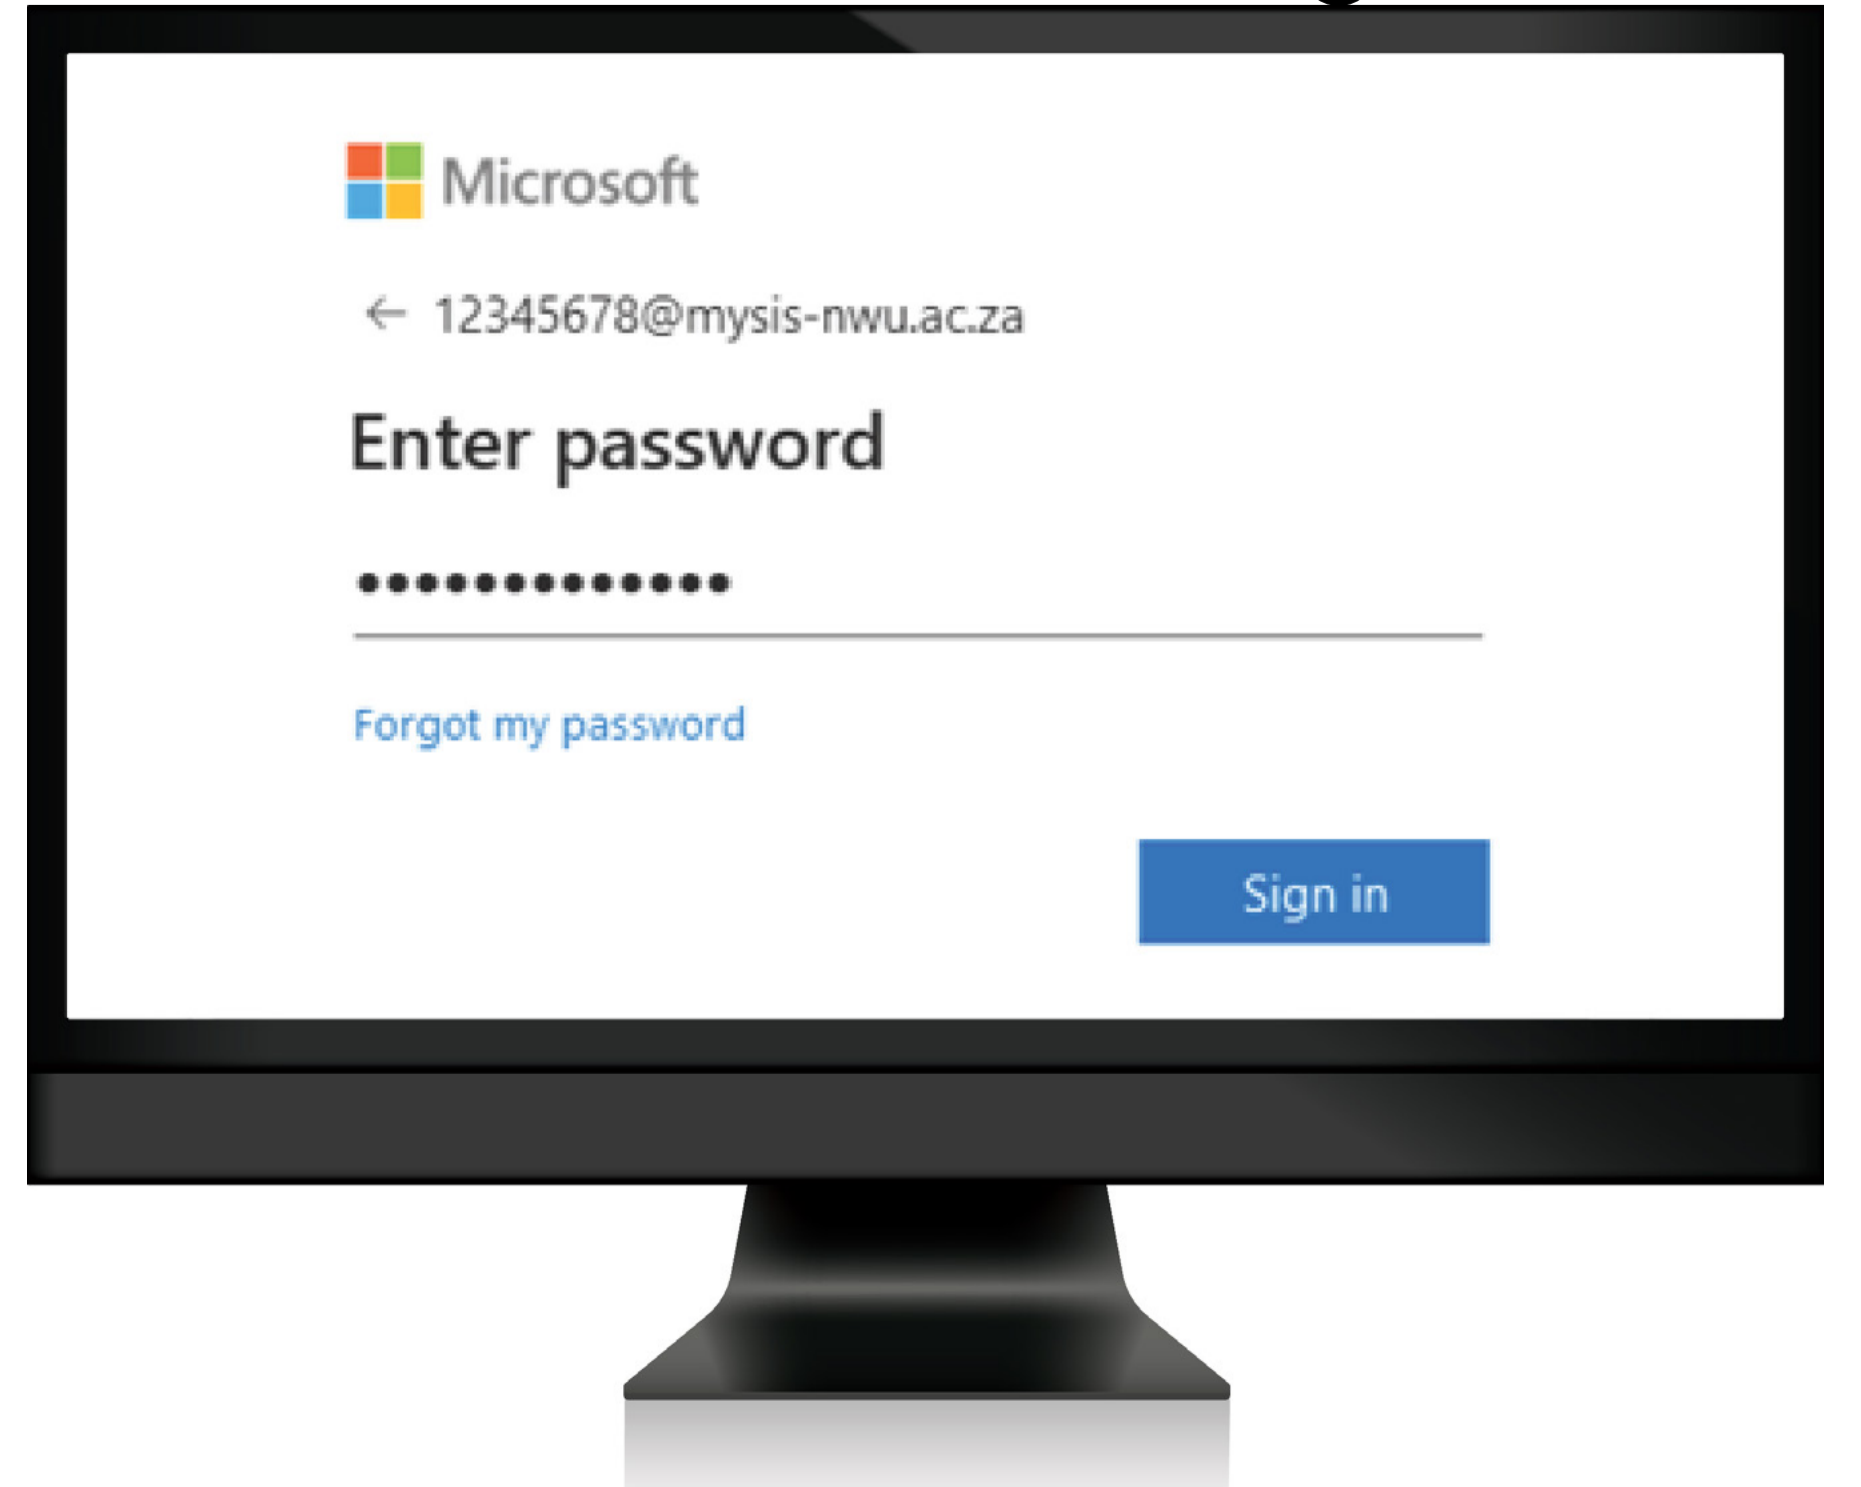 Microsoft
← 12345678@mysis-nwu.ac.za
Enter password
•••••••••••••
Forgot my password
Sign in